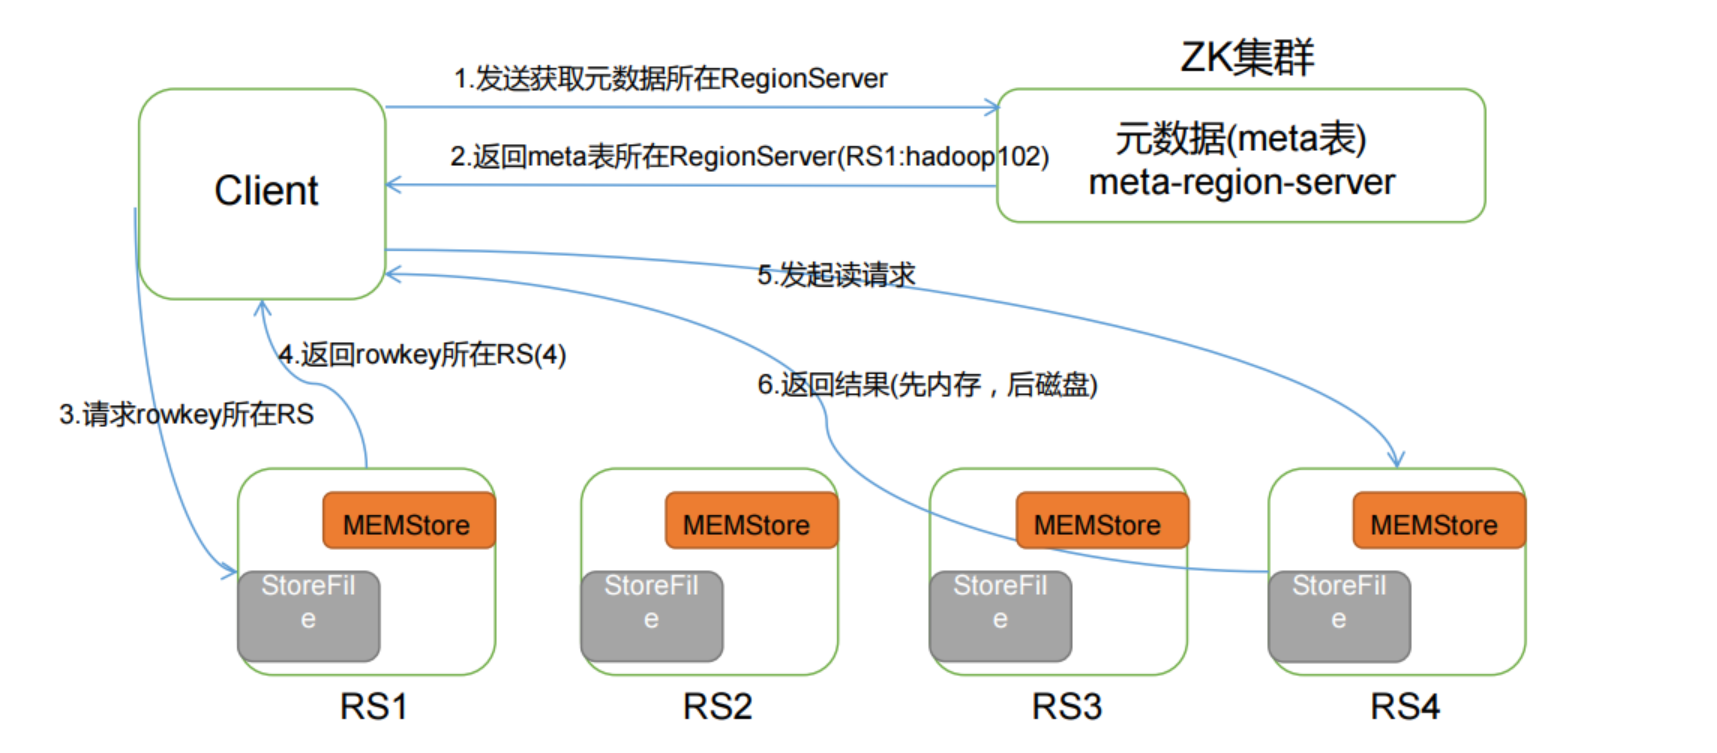 ZK集群
1.发送获取元数据所在RegionServer
元数据(meta表)
meta-region-server
2.返回meta表所在RegionServer(RS1:hadoop102)
Client
5.发起读请求
4.返回rowkey所在RS(4)
6.返回结果(先内存，后磁盘)
3.请求rowkey所在RS
MEMStore
MEMStore
MEMStore
MEMStore
StoreFil
e
StoreFil
e
StoreFil
e
StoreFil
e
RS1
RS2
RS3
RS4